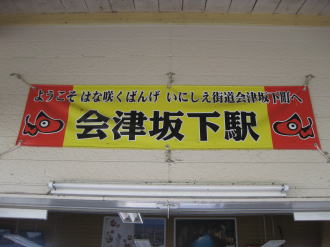 ようこそ はな咲くばんげ いにしえ街道会津坂下町へ
会津坂下駅